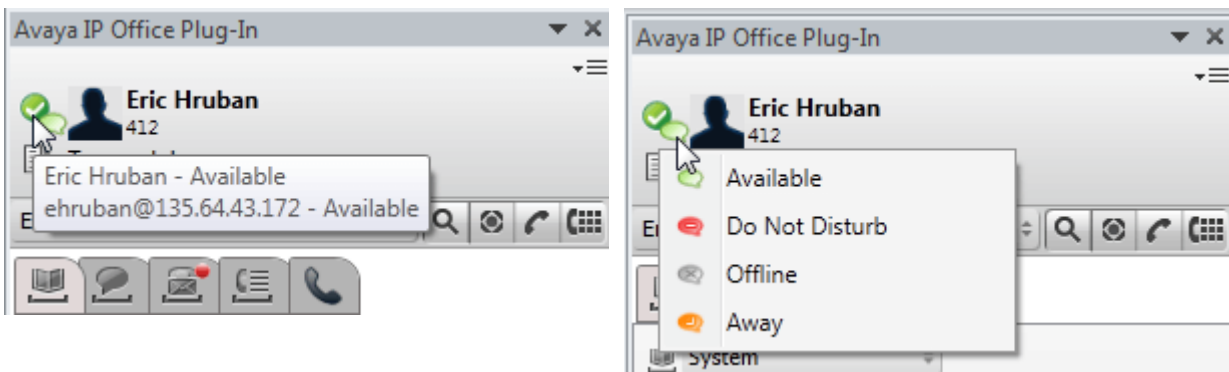 Avaya IP Office Plug-In
Eric Hruban
412
Eric Hruban - Available
ehruban@135.64.43.172 - Available
E
Avaya IP Office Plug-In
Eric Hruban
412
Available
Do Not Disturb
Offline
Away
System